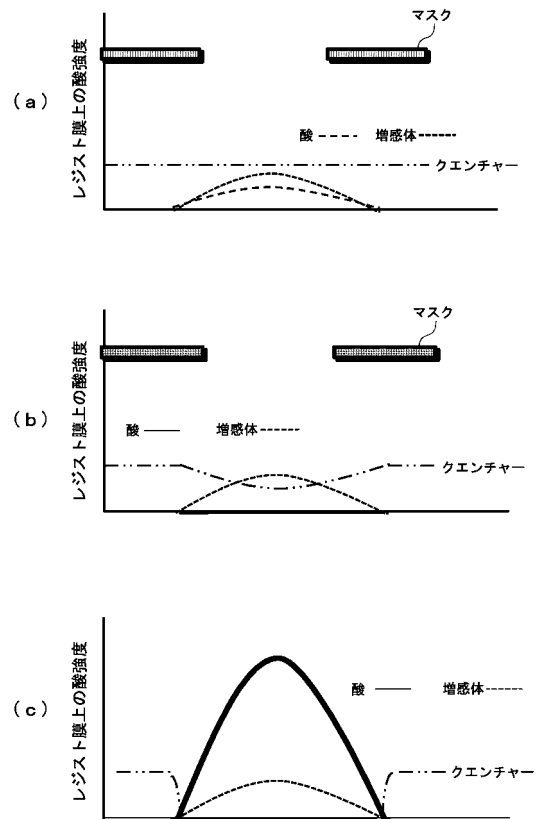 マスク
(a)
レジスト膜上の酸強度
酸 増感体
クエンチャー
マスク
(b)
レジスト膜上の酸強度
酸 増感体
クエンチャー
(c)
レジスト膜上の酸強度
酸 増感体
クエンチャー